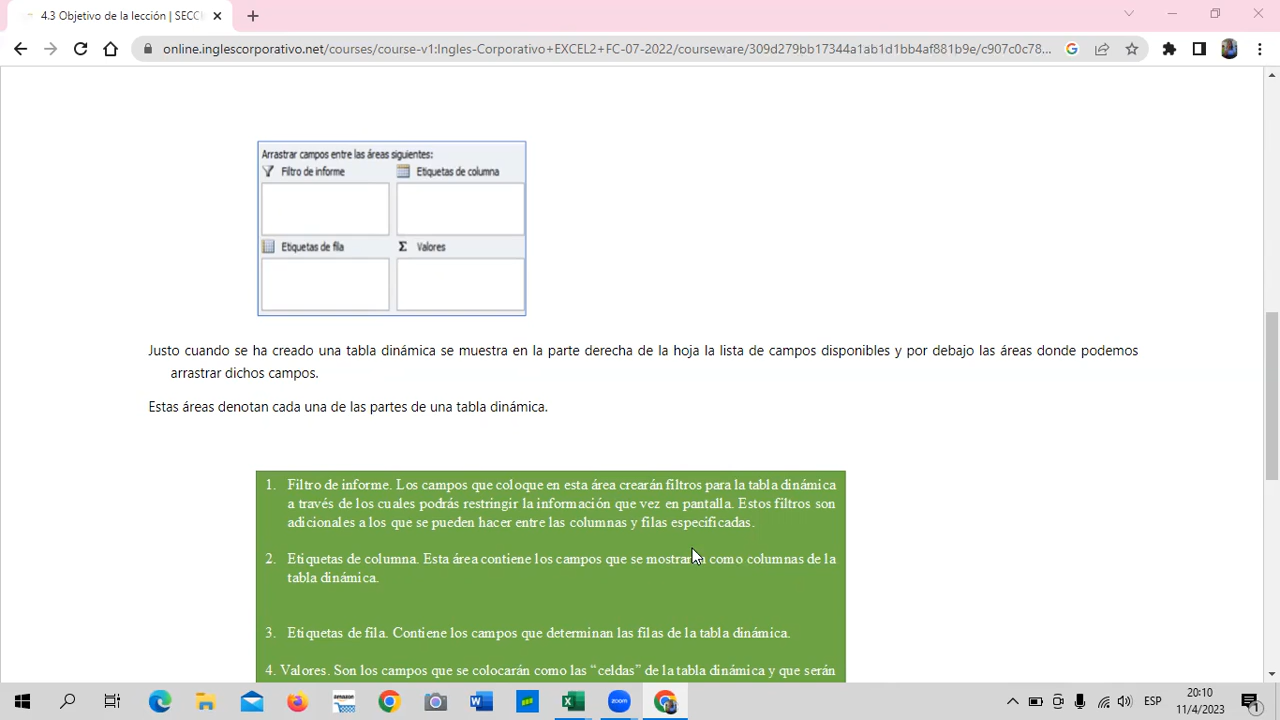 4.3 Objetivo de la lección | SECCI
online.inglescorporativo.net/courses/course-v1:Ingles-Corporativo+EXCEL2+FC-07-2022/courseware/309d279bb17344a1ab1d1bb4af881b9e/c907c0c78...
Arrastrar campos entre las áreas siguientes:
Filtro de informe
Etiquetas de columna
Etiquetas de fila
Σ Valores
Justo cuando se ha creado una tabla dinámica se muestra en la parte derecha de la hoja la lista de campos disponibles y por debajo las áreas donde podemos
arrastrar dichos campos.
Estas áreas denotan cada una de las partes de una tabla dinámica.
1. Filtro de informe. Los campos que coloque en esta área crearán filtros para la tabla dinámica
a través de los cuales podrás restringir la información que vez en pantalla. Estos filtros son
adicionales a los que se pueden hacer entre las columnas y filas especificadas.
2. Etiquetas de columna. Esta área contiene los campos que se mostrarán como columnas de la
tabla dinámica.
3. Etiquetas de fila. Contiene los campos que determinan las filas de la tabla dinámica.
4. Valores. Son los campos que se colocarán como las “celdas” de la tabla dinámica y que serán
amazon
ESP
20:10
11/4/2023
zoom